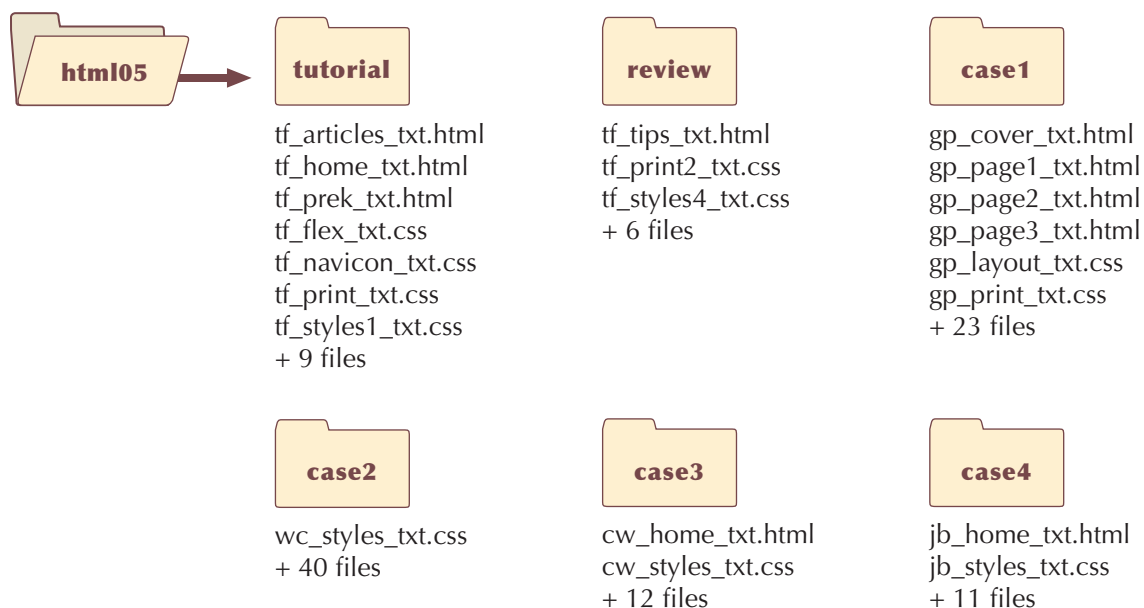 html05
tutorial
tf_articles_txt.html
tf_home_txt.html
tf_prek_txt.html
tf_flex_txt.css
tf_navicon_txt.css
tf_print_txt.css
tf_styles1_txt.css
+ 9 files
review
tf_tips_txt.html
tf_print2_txt.css
tf_styles4_txt.css
+ 6 files
case1
gp_cover_txt.html
gp_page1_txt.html
gp_page2_txt.html
gp_page3_txt.html
gp_layout_txt.css
gp_print_txt.css
+ 23 files
case2
wc_styles_txt.css
+ 40 files
case3
cw_home_txt.html
cw_styles_txt.css
+ 12 files
case4
jb_home_txt.html
jb_styles_txt.css
+ 11 files